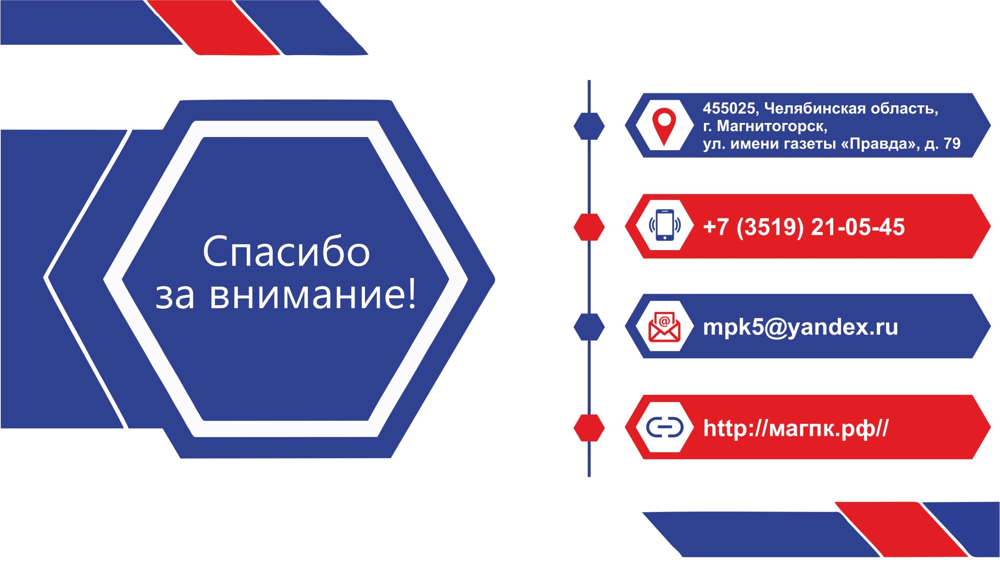 Спасибо
за внимание!
455025, Челябинская область,
г. Магнитогорск,
ул. имени газеты «Правда», д. 79
+7 (3519) 21-05-45
mpk5@yandex.ru
http://магпк.рф//